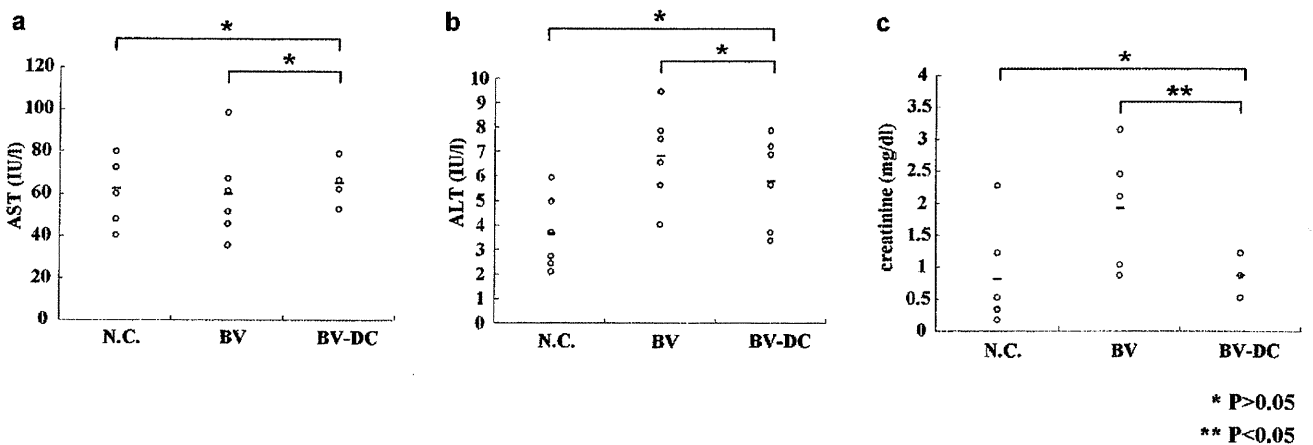 a
*
*
AST (IU/l)
120
100
80
60
40
20
0
N.C.
BV
BV-DC
b
*
*
ALT (IU/l)
10
9
8
7
6
5
4
3
2
1
0
N.C.
BV
BV-DC
c
*
**
creatinine (mg/dl)
4
3.5
3
2.5
2
1.5
1
0.5
0
N.C.
BV
BV-DC
* P>0.05
** P<0.05